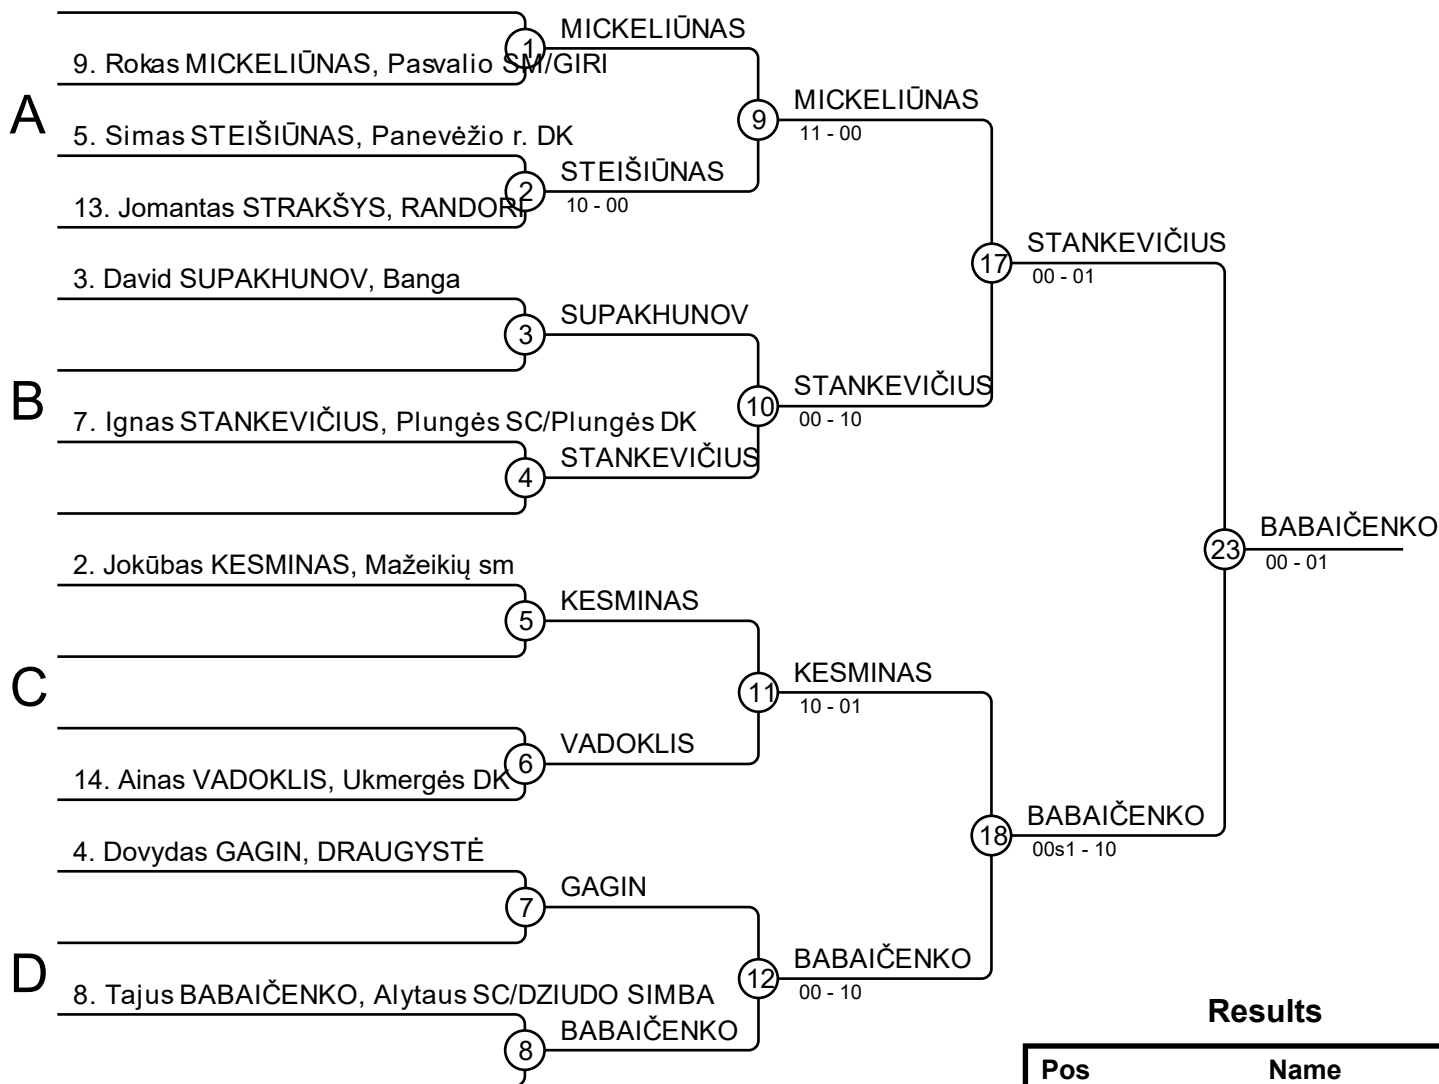 MICKELIŪNAS
1
9. Rokas MICKELIŪNAS, Pasvalio SM/GIRI
A
MICKELIŪNAS
9
11 - 00
5. Simas STEIŠIŪNAS, Panevėžio r. DK
STEIŠIŪNAS
2
10 - 00
13. Jomantas STRAKŠYS, RANDORI
STANKEVIČIUS
17
00 - 01
3. David SUPAKHUNOV, Banga
SUPAKHUNOV
3
B
STANKEVIČIUS
10
00 - 10
7. Ignas STANKEVIČIUS, Plungės SC/Plungės DK
STANKEVIČIUS
4
BABAIČENKO
23
00 - 01
2. Jokūbas KESMINAS, Mažeikių sm
KESMINAS
5
C
KESMINAS
11
10 - 01
VADOKLIS
6
14. Ainas VADOKLIS, Ukmergės DK
BABAIČENKO
18
00s1 - 10
4. Dovydas GAGIN, DRAUGYSTĖ
GAGIN
7
D
BABAIČENKO
12
00 - 10
8. Tajus BABAIČENKO, Alytaus SC/DZIUDO SIMBA
BABAIČENKO
8
Results
Pos Name